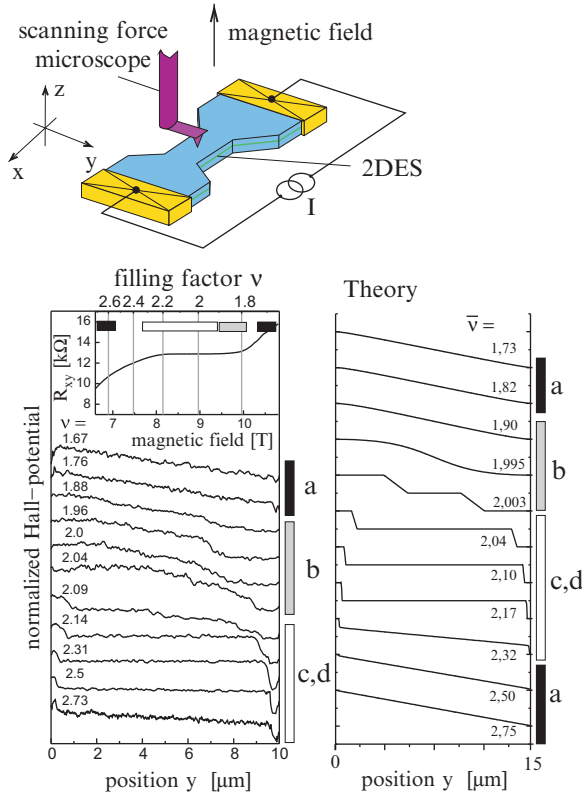 scanning force
microscope
magnetic field
z
y
x
2DES
I
filling factor ν
2.6 2.4 2.2 2 1.8
16
14
12
10
8
R_xy [kΩ]
7 8 9 10
magnetic field [T]
normalized Hall-potential
ν =
1.67
1.76
1.88
1.96
2.0
2.04
2.09
2.14
2.31
2.5
2.73
a
b
c,d
0 2 4 6 8 10
position y [μm]
Theory
ν̅ =
1,73
1,82
1,90
1,995
2,003
2,04
2,10
2,17
2,32
2,50
2,75
a
b
c,d
a
0 15
position y [μm]